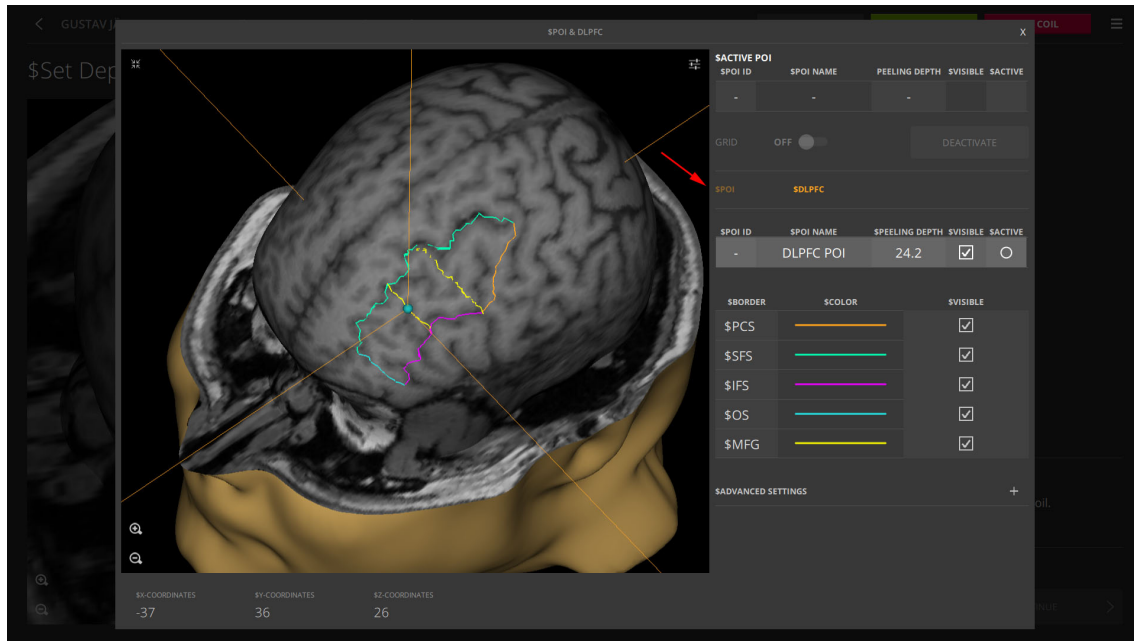 GUSTAV J
$POI & DLPFC
X
COIL
$Set Dep
$ACTIVE POI
$POI ID $POI NAME PEELING DEPTH $VISIBLE $ACTIVE
- - -
GRID OFF DEACTIVATE
$POI $DLPFC
$POI ID $POI NAME $PEELING DEPTH $VISIBLE $ACTIVE
- DLPFC POI 24.2
$BORDER $COLOR $VISIBLE
$PCS
$SFS
$IFS
$OS
$MFG
$ADVANCED SETTINGS +
oil.
$X-COORDINATES $Y-COORDINATES $Z-COORDINATES
-37 36 26
NUE